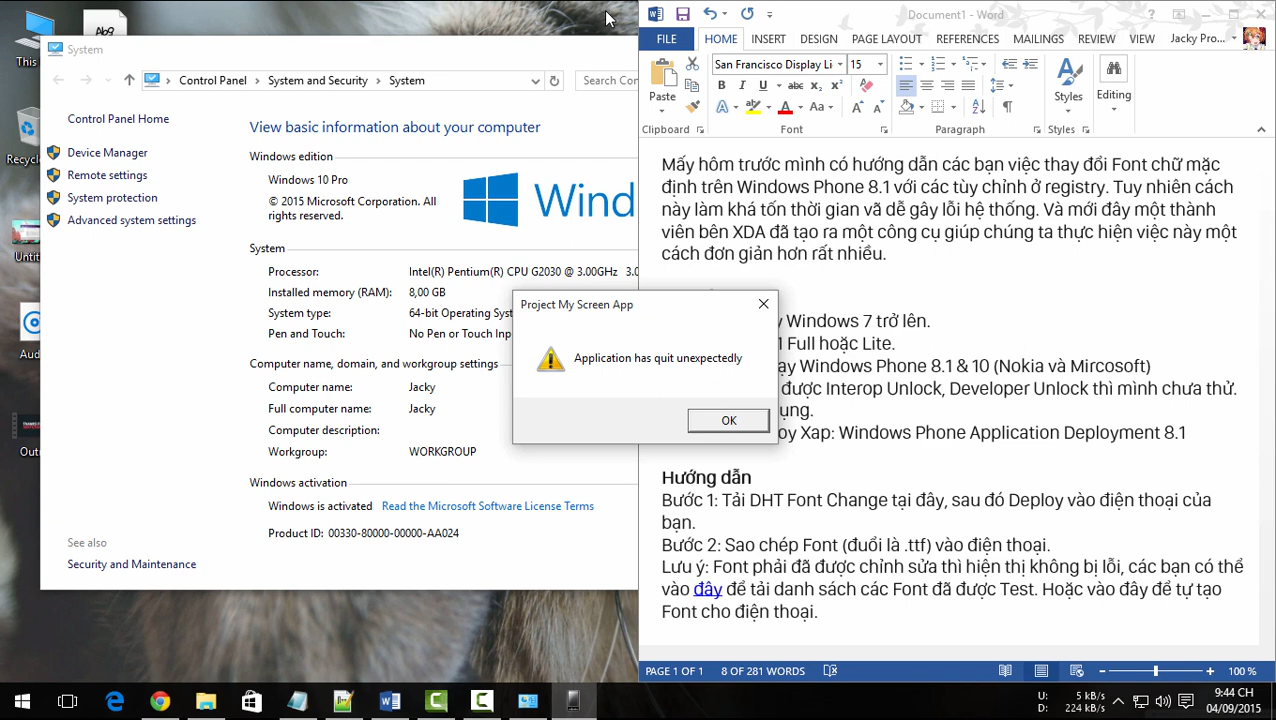 This
Recycl
Untit
Aud
Out
System
Control Panel
System and Security
System
Search Con
Control Panel Home
Device Manager
Remote settings
System protection
Advanced system settings
See also
Security and Maintenance
View basic information about your computer
Windows edition
Windows 10 Pro
© 2015 Microsoft Corporation. All
rights reserved.
Wind
System
Processor: Intel(R) Pentium(R) CPU G2030 @ 3.00GHz 3.0
Installed memory (RAM): 8,00 GB
System type: 64-bit Operating Syst
Pen and Touch: No Pen or Touch Inp
Computer name, domain, and workgroup settings
Computer name: Jacky
Full computer name: Jacky
Computer description:
Workgroup: WORKGROUP
Windows activation
Windows is activated Read the Microsoft Software License Terms
Product ID: 00330-80000-00000-AA024
Project My Screen App
Application has quit unexpectedly
OK
Document1 - Word
FILE HOME INSERT DESIGN PAGE LAYOUT REFERENCES MAILINGS REVIEW VIEW Jacky Pro...
San Francisco Display Li 15
Paste
Styles
Editing
Clipboard Font Paragraph Styles
Mấy hôm trước mình có hướng dẫn các bạn việc thay đổi Font chữ mặc
định trên Windows Phone 8.1 với các tùy chỉnh ở registry. Tuy nhiên cách
này làm khá tốn thời gian vã dễ gây lỗi hệ thống. Và mới đây một thành
viên bên XDA đã tạo ra một công cụ giúp chúng ta thực hiện việc này một
cách đơn giản hơn rất nhiều.
y Windows 7 trở lên.
1 Full hoặc Lite.
ạy Windows Phone 8.1 & 10 (Nokia và Mircosoft)
được Interop Unlock, Developer Unlock thì mình chưa thử.
ụng.
oy Xap: Windows Phone Application Deployment 8.1
Hướng dẫn
Bước 1: Tải DHT Font Change tại đây, sau đó Deploy vào điện thoại của
bạn.
Bước 2: Sao chép Font (đuổi là .ttf) vào điện thoại.
Lưu ý: Font phải đã được chỉnh sửa thì hiện thị không bị lỗi, các bạn có thể
vào đây để tải danh sách các Font đã được Test. Hoặc vào đây để tự tạo
Font cho điện thoại.
PAGE 1 OF 1 8 OF 281 WORDS 100 %
U: 5 kB/s
D: 224 kB/s
9:44 CH
04/09/2015